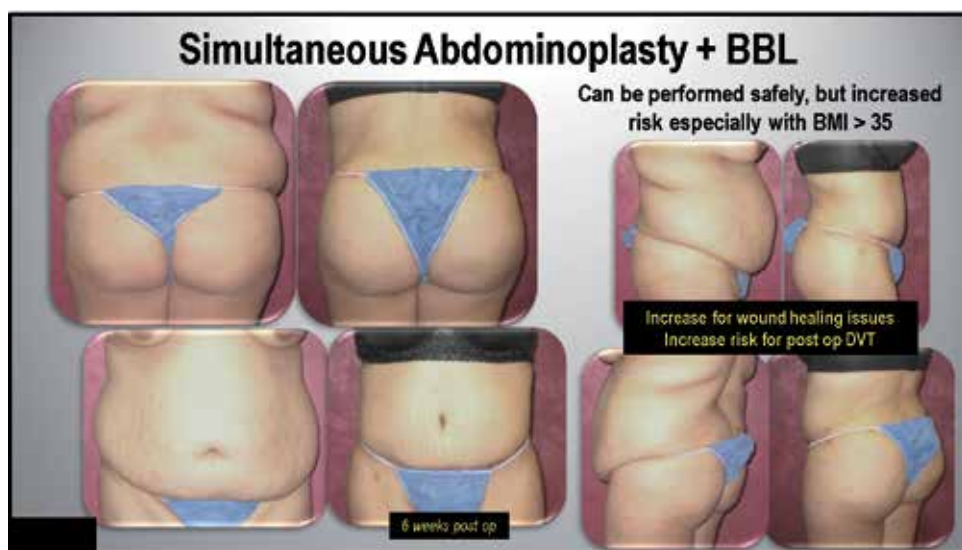 Simultaneous Abdominoplasty + BBL
Can be performed safely, but increased
risk especially with BMI > 35
Increase for wound healing issues
Increase risk for post op DVT
6 weeks post op